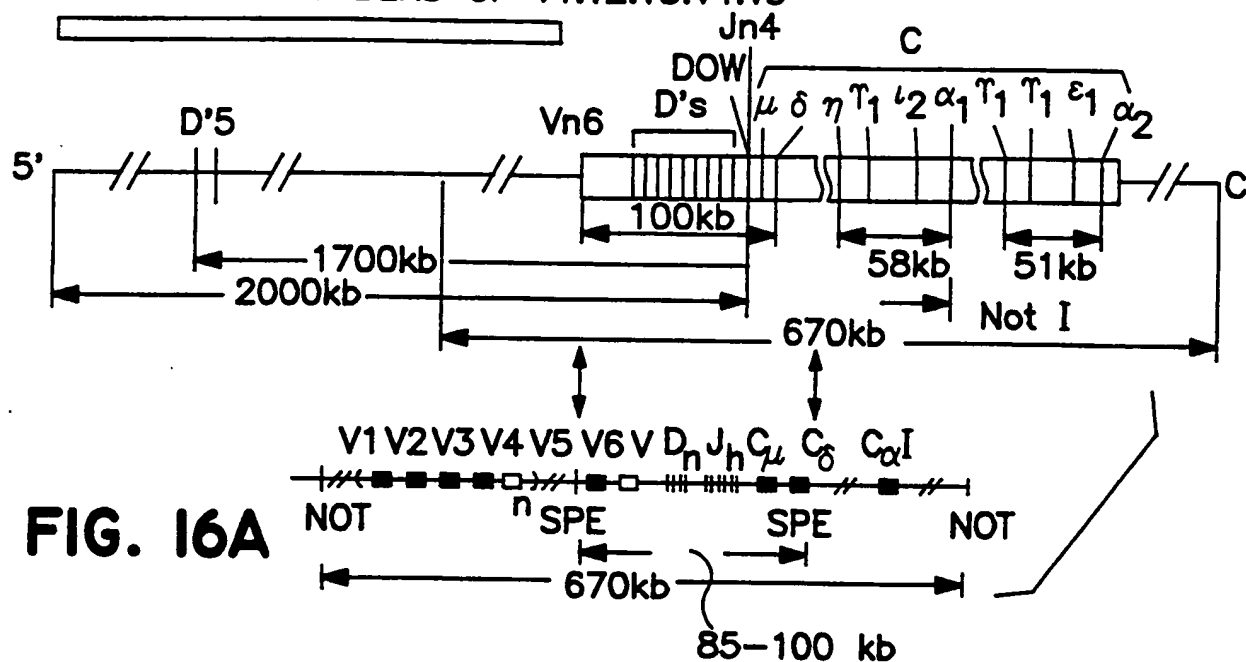 Jn4
C
DOW
D'5
Vn6
D's
μ δ η ϒ1 ι2 α1 ϒ1 ϒ1 ε1 α2
5'
C
100kb
1700kb
58kb
51kb
2000kb
Not I
670kb
V1 V2 V3 V4 V5 V6 V Dn Jh Cμ Cδ CαI
n
NOT
SPE
SPE
NOT
FIG. 16A
670kb
85-100 kb